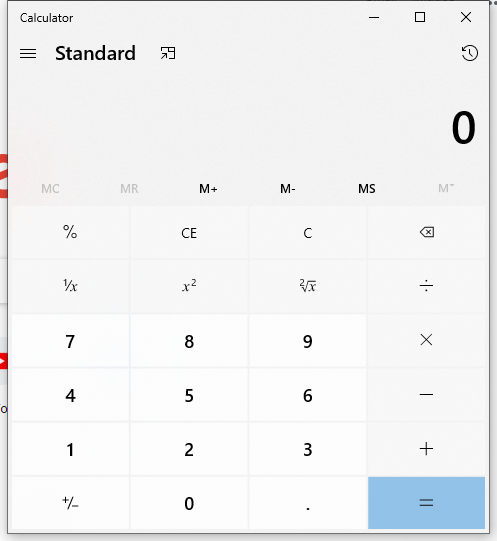 Calculator
Standard
0
MC MR M+ M- MS M˅
% CE C
¹/x x² ²√x ÷
7 8 9 ×
4 5 6 −
1 2 3 +
+/− 0 . =